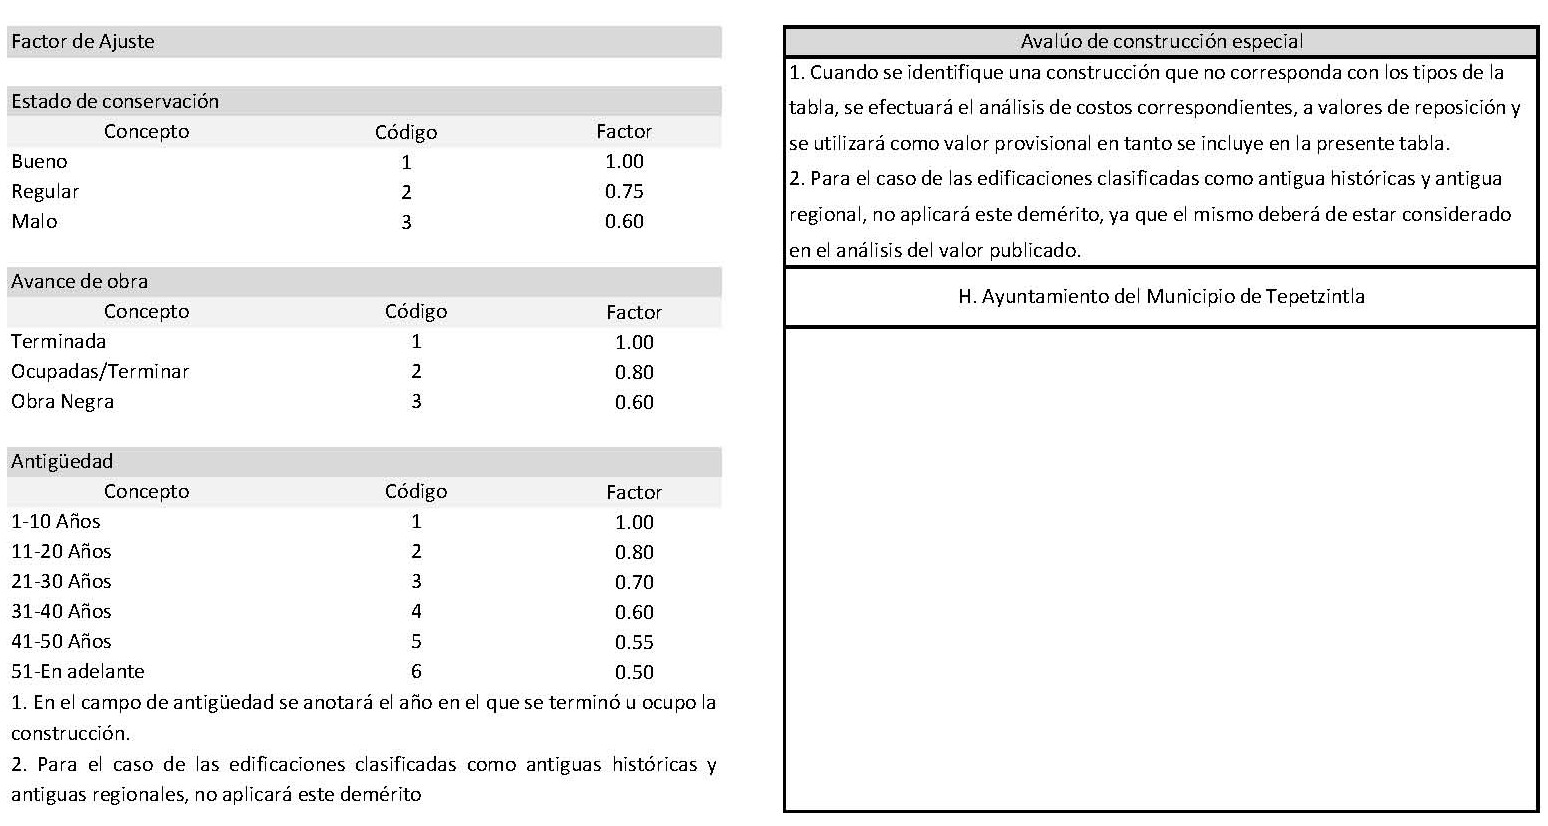 Factor de Ajuste
Estado de conservación
Concepto Código Factor
Bueno 1 1.00
Regular 2 0.75
Malo 3 0.60
Avance de obra
Concepto Código Factor
Terminada 1 1.00
Ocupadas/Terminar 2 0.80
Obra Negra 3 0.60
Antigüedad
Concepto Código Factor
1-10 Años 1 1.00
11-20 Años 2 0.80
21-30 Años 3 0.70
31-40 Años 4 0.60
41-50 Años 5 0.55
51-En adelante 6 0.50
1. En el campo de antigüedad se anotará el año en el que se terminó u ocupo la
construcción.
2. Para el caso de las edificaciones clasificadas como antiguas históricas y
antiguas regionales, no aplicará este demérito
Avalúo de construcción especial
1. Cuando se identifique una construcción que no corresponda con los tipos de la
tabla, se efectuará el análisis de costos correspondientes, a valores de reposición y
se utilizará como valor provisional en tanto se incluye en la presente tabla.
2. Para el caso de las edificaciones clasificadas como antigua históricas y antigua
regional, no aplicará este demérito, ya que el mismo deberá de estar considerado
en el análisis del valor publicado.
H. Ayuntamiento del Municipio de Tepetzintla